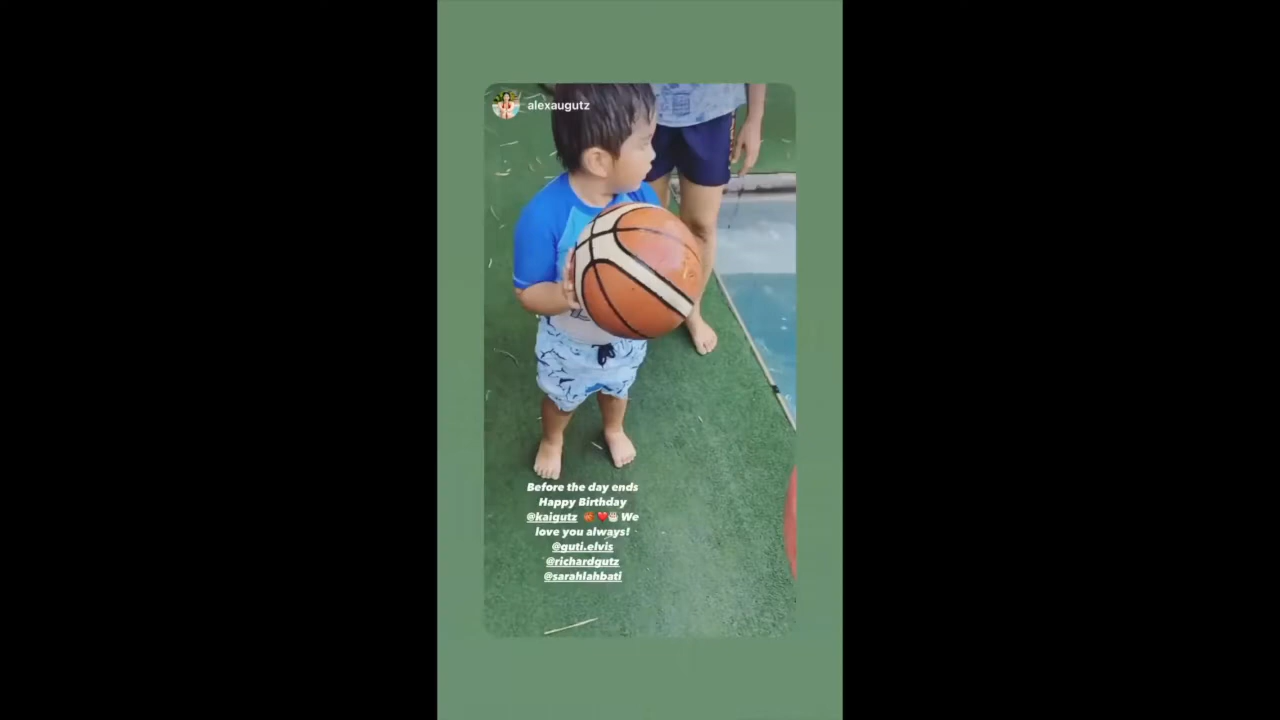 alexaugutz
Before the day ends
Happy Birthday
@kaigutz 🏀❤️🎂 We
love you always!
@guti.elvis
@richardgutz
@sarahlahbati